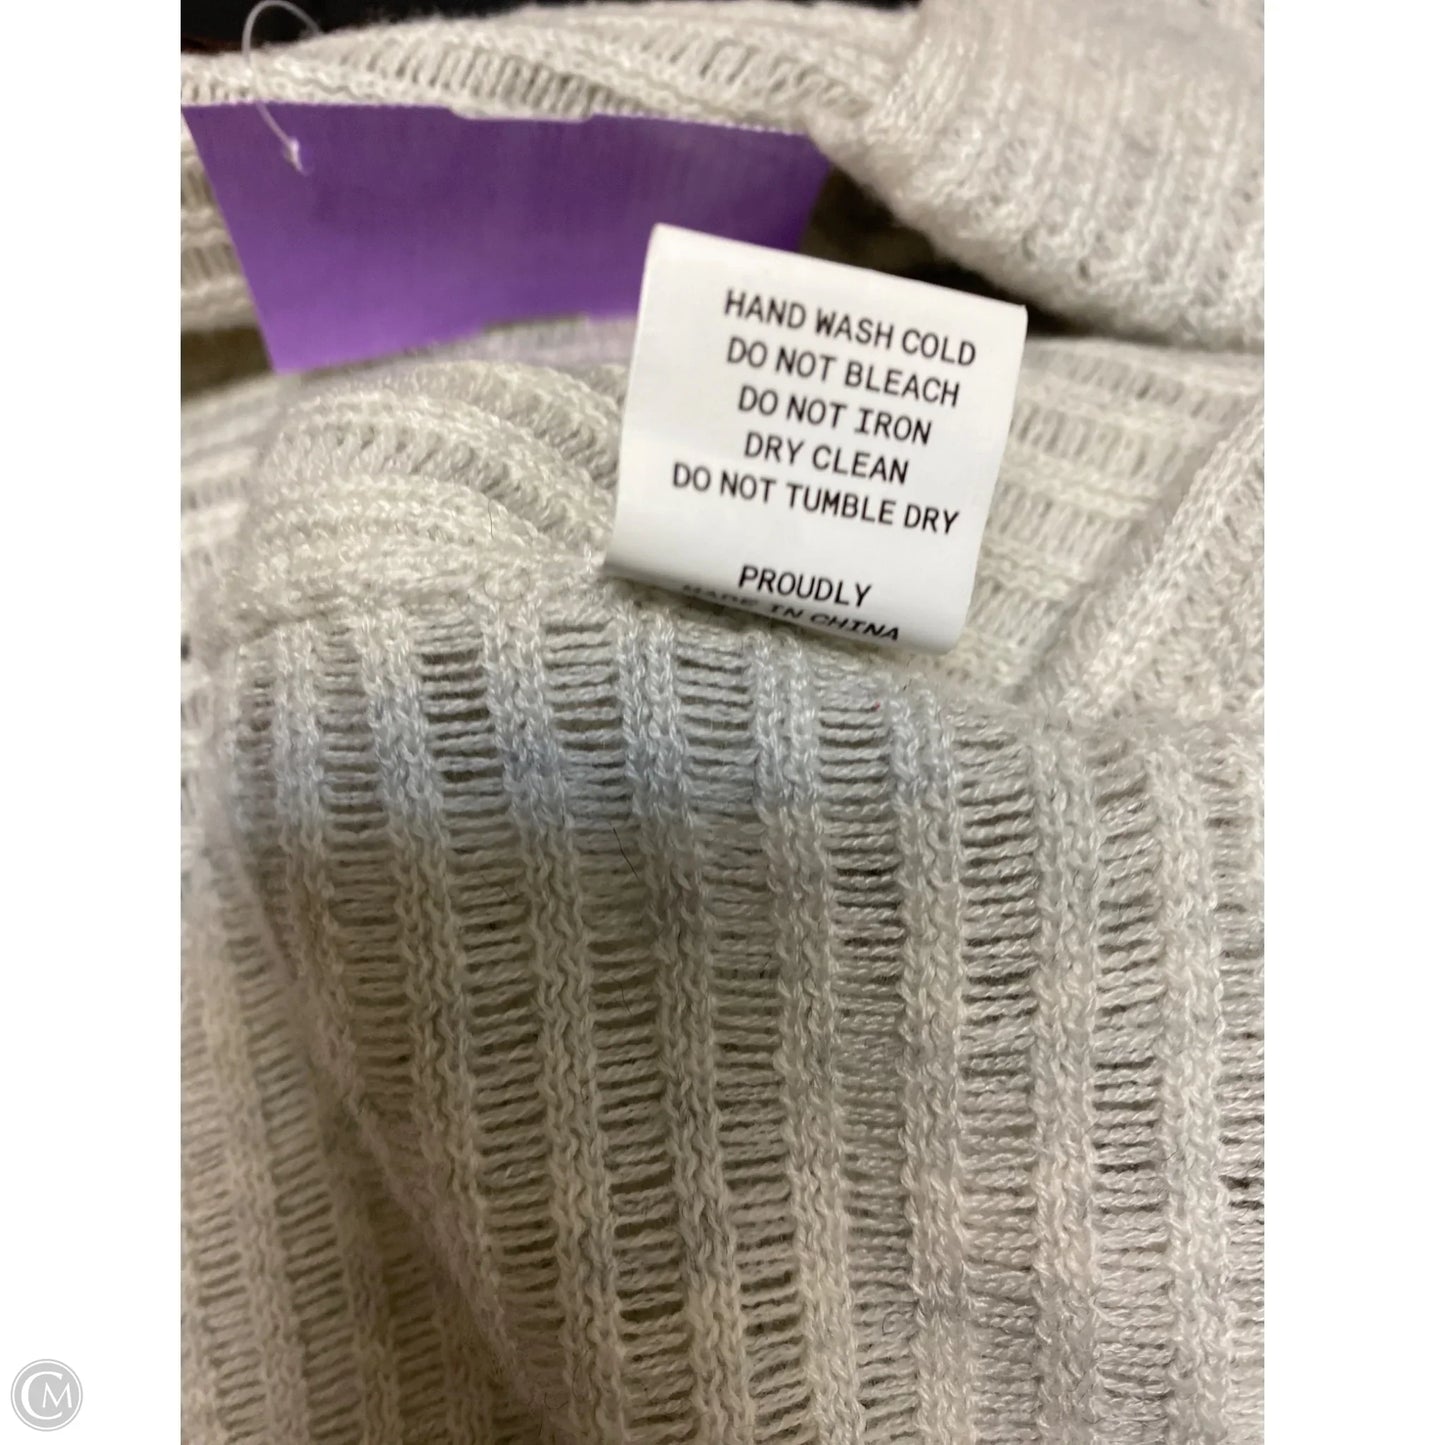 HAND WASH COLD
DO NOT BLEACH
DO NOT IRON
DRY CLEAN
DO NOT TUMBLE DRY
PROUDLY
MADE IN CHINA
CM